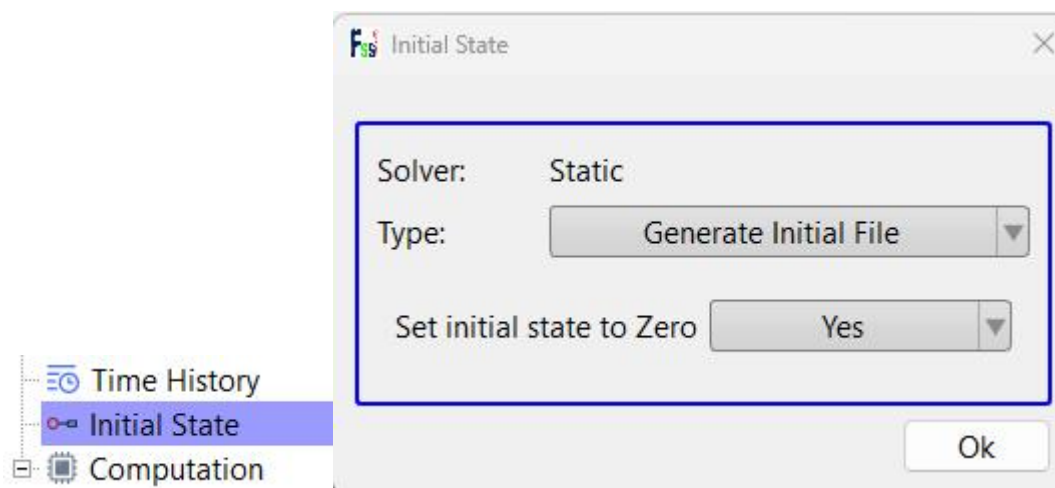 Fssi Initial State
Solver: Static
Type: Generate Initial File
Set initial state to Zero Yes
Ok
Time History
Initial State
Computation